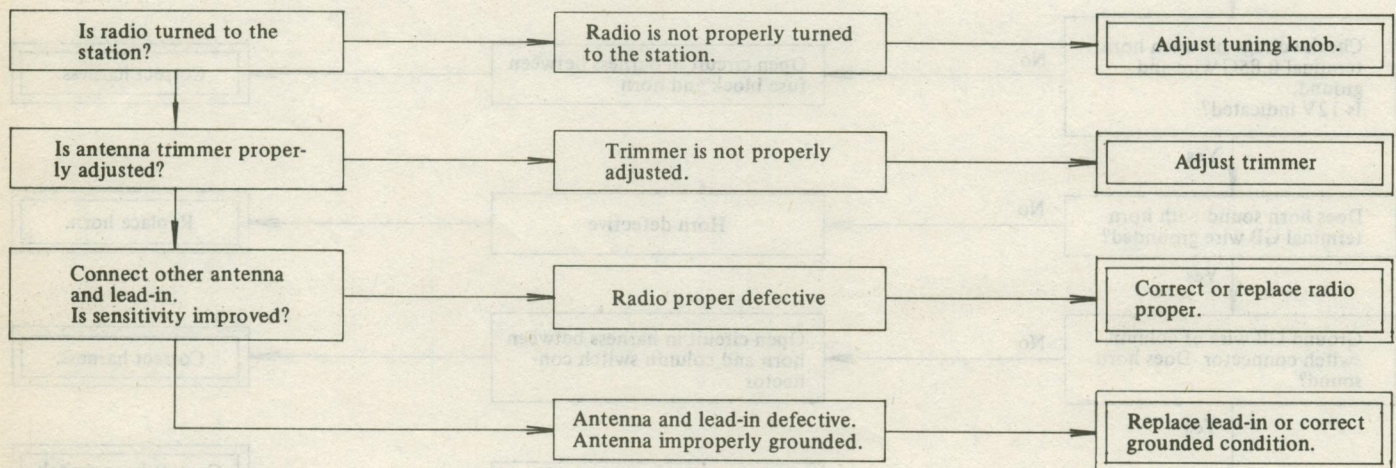 Is radio turned to the
station?
Radio is not properly turned
to the station.
Adjust tuning knob.
Is antenna trimmer proper-
ly adjusted?
Trimmer is not properly
adjusted.
Adjust trimmer
Connect other antenna
and lead-in.
Is sensitivity improved?
Radio proper defective
Correct or replace radio
proper.
Antenna and lead-in defective.
Antenna improperly grounded.
Replace lead-in or correct
grounded condition.